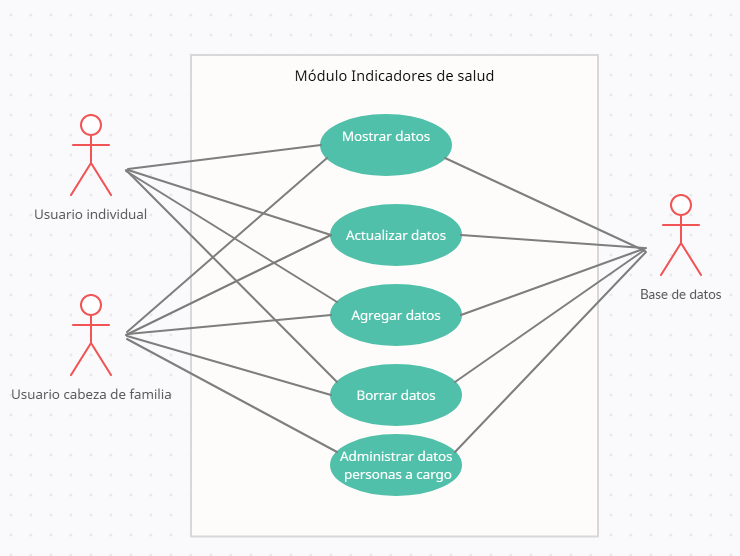 Módulo Indicadores de salud
Mostrar datos
Usuario individual
Actualizar datos
Base de datos
Agregar datos
Usuario cabeza de familia
Borrar datos
Administrar datos
personas a cargo